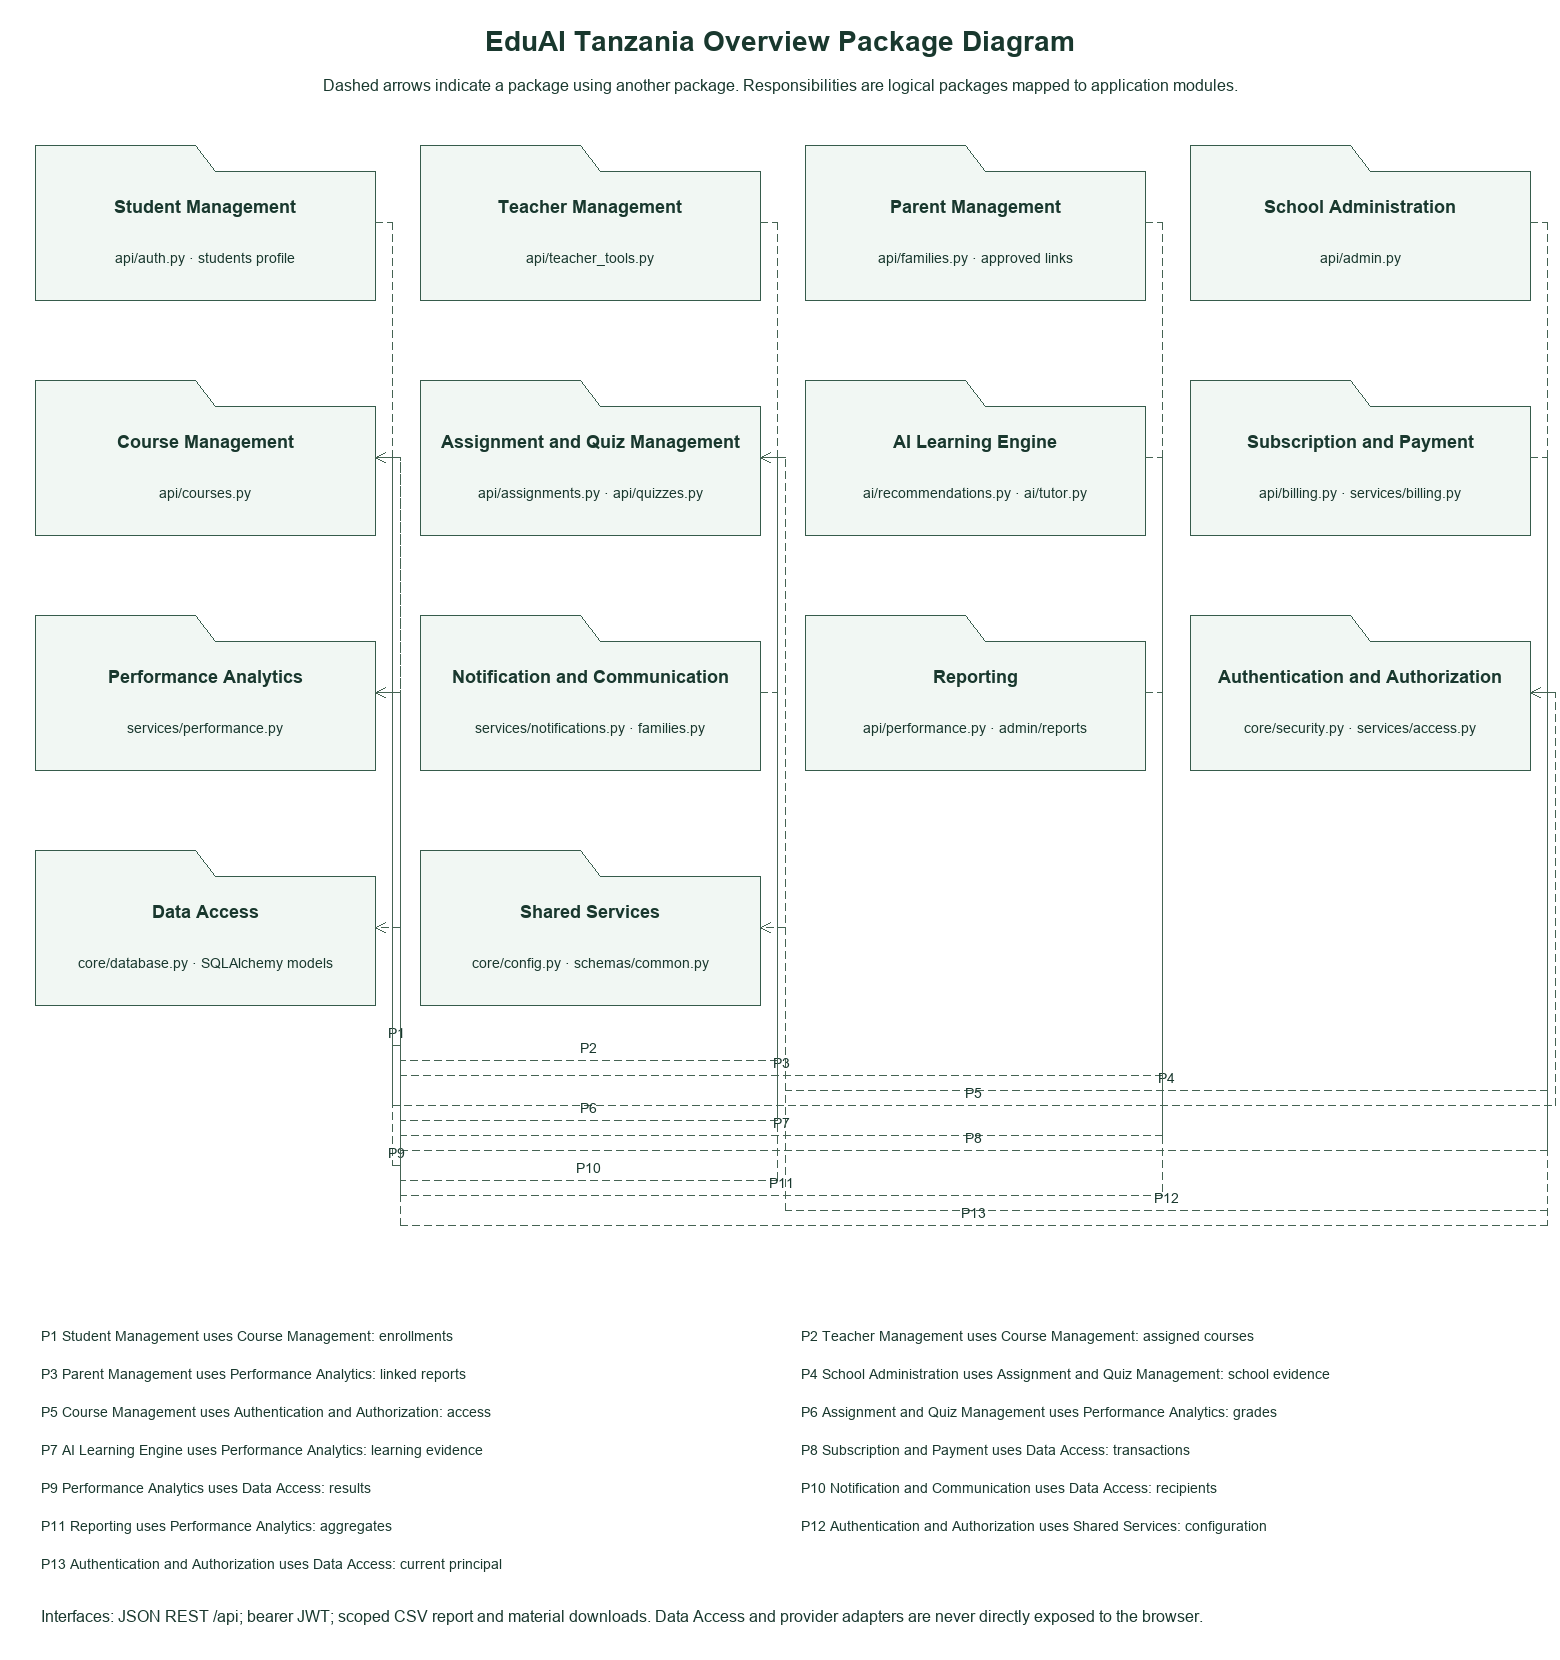 EduAI Tanzania Overview Package Diagram
Dashed arrows indicate a package using another package. Responsibilities are logical packages mapped to application modules.
Student Management
api/auth.py · students profile
Teacher Management
api/teacher_tools.py
Parent Management
api/families.py · approved links
School Administration
api/admin.py
Course Management
api/courses.py
Assignment and Quiz Management
api/assignments.py · api/quizzes.py
AI Learning Engine
ai/recommendations.py · ai/tutor.py
Subscription and Payment
api/billing.py · services/billing.py
Performance Analytics
services/performance.py
Notification and Communication
services/notifications.py · families.py
Reporting
api/performance.py · admin/reports
Authentication and Authorization
core/security.py · services/access.py
Data Access
core/database.py · SQLAlchemy models
Shared Services
core/config.py · schemas/common.py
P1
P2
P3
P4
P5
P6
P7
P8
P9
P10
P11
P12
P13
P1 Student Management uses Course Management: enrollments
P2 Teacher Management uses Course Management: assigned courses
P3 Parent Management uses Performance Analytics: linked reports
P4 School Administration uses Assignment and Quiz Management: school evidence
P5 Course Management uses Authentication and Authorization: access
P6 Assignment and Quiz Management uses Performance Analytics: grades
P7 AI Learning Engine uses Performance Analytics: learning evidence
P8 Subscription and Payment uses Data Access: transactions
P9 Performance Analytics uses Data Access: results
P10 Notification and Communication uses Data Access: recipients
P11 Reporting uses Performance Analytics: aggregates
P12 Authentication and Authorization uses Shared Services: configuration
P13 Authentication and Authorization uses Data Access: current principal
Interfaces: JSON REST /api; bearer JWT; scoped CSV report and material downloads. Data Access and provider adapters are never directly exposed to the browser.